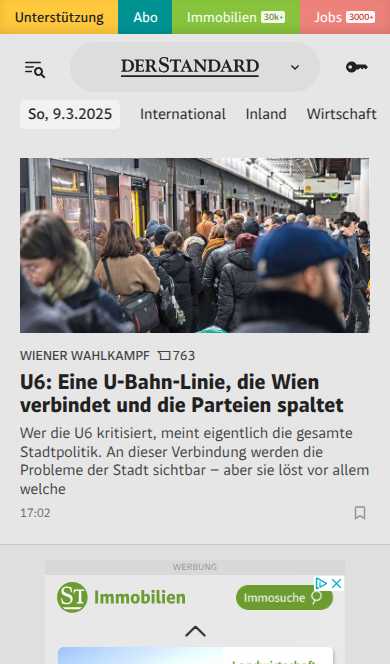 Unterstützung Abo Immobilien 30k+ Jobs 3000+
DERSTANDARD
So, 9.3.2025 International Inland Wirtschaft
WIENER WAHLKAMPF 763
U6: Eine U-Bahn-Linie, die Wien
verbindet und die Parteien spaltet
Wer die U6 kritisiert, meint eigentlich die gesamte
Stadtpolitik. An dieser Verbindung werden die
Probleme der Stadt sichtbar – aber sie löst vor allem
welche
17:02
WERBUNG
ST Immobilien Immosuche